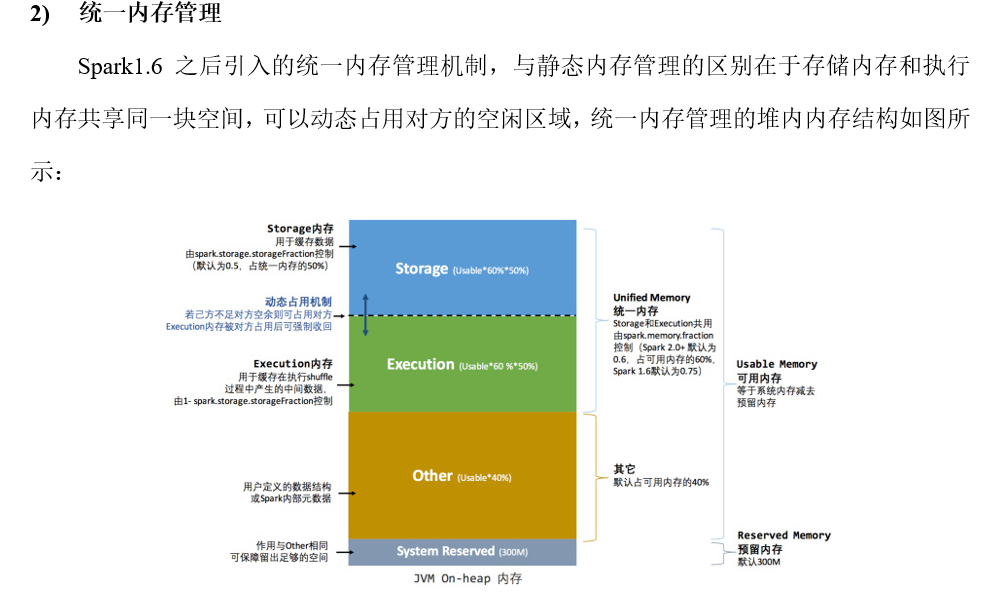 2) 统一内存管理
Spark1.6 之后引入的统一内存管理机制，与静态内存管理的区别在于存储内存和执行
内存共享同一块空间，可以动态占用对方的空闲区域，统一内存管理的堆内内存结构如图所
示：
Storage内存
用于缓存数据
由spark.storage.storageFraction控制
（默认为0.5，占统一内存的50%）
动态占用机制
若己方不足对方空余则可占用对方
Execution内存被对方占用后可强制收回
Execution内存
用于缓存在执行shuffle
过程中产生的中间数据，
由1- spark.storage.storageFraction控制
用户定义的数据结构
或Spark内部元数据
作用与Other相同
可保障留出足够的空间
Storage (Usable*60%*50%)
Execution (Usable*60 %*50%)
Other (Usable*40%)
System Reserved (300M)
JVM On-heap 内存
Unified Memory
统一内存
Storage和Execution共用
由spark.memory.fraction
控制（Spark 2.0+ 默认为
0.6，占可用内存的60%，
Spark 1.6默认为0.75）
其它
默认占可用内存的40%
Usable Memory
可用内存
等于系统内存减去
预留内存
Reserved Memory
预留内存
默认300M